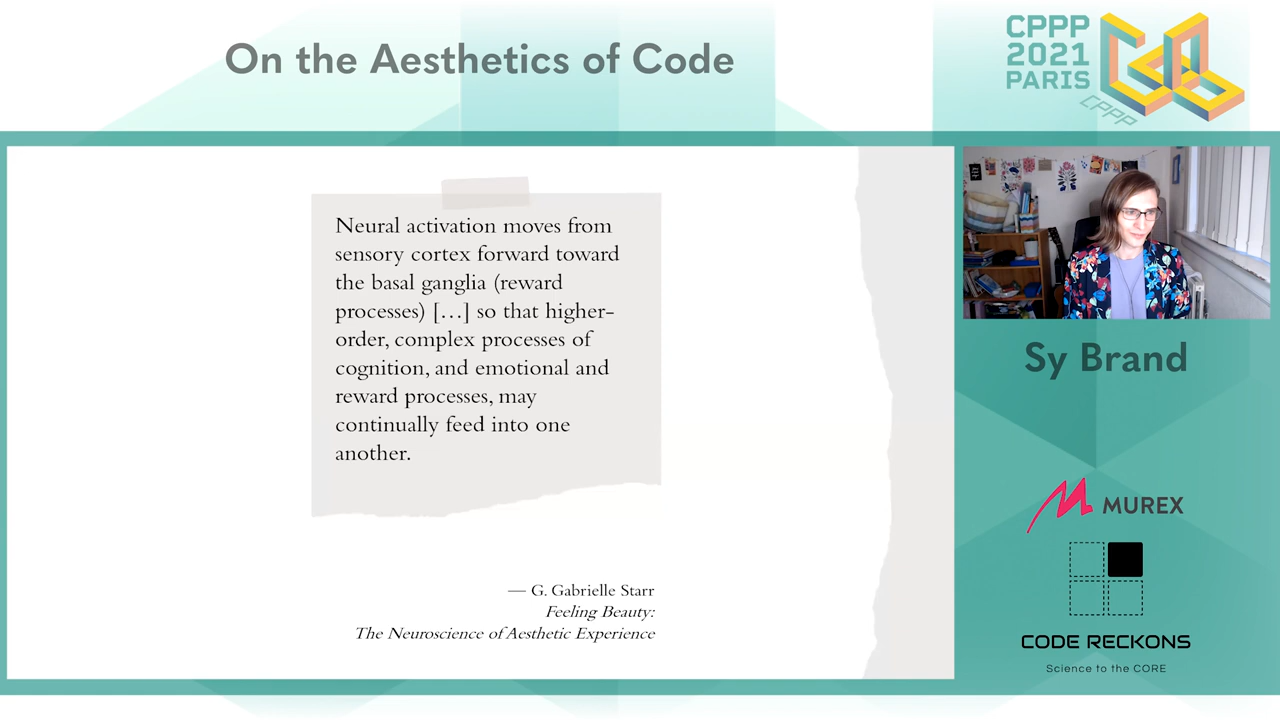 On the Aesthetics of Code
CPPP
2021
PARIS
CPPP
Neural activation moves from
sensory cortex forward toward
the basal ganglia (reward
processes) […] so that higher-
order, complex processes of
cognition, and emotional and
reward processes, may
continually feed into one
another.
— G. Gabrielle Starr
Feeling Beauty:
The Neuroscience of Aesthetic Experience
Sy Brand
MUREX
CODE RECKONS
Science to the CORE